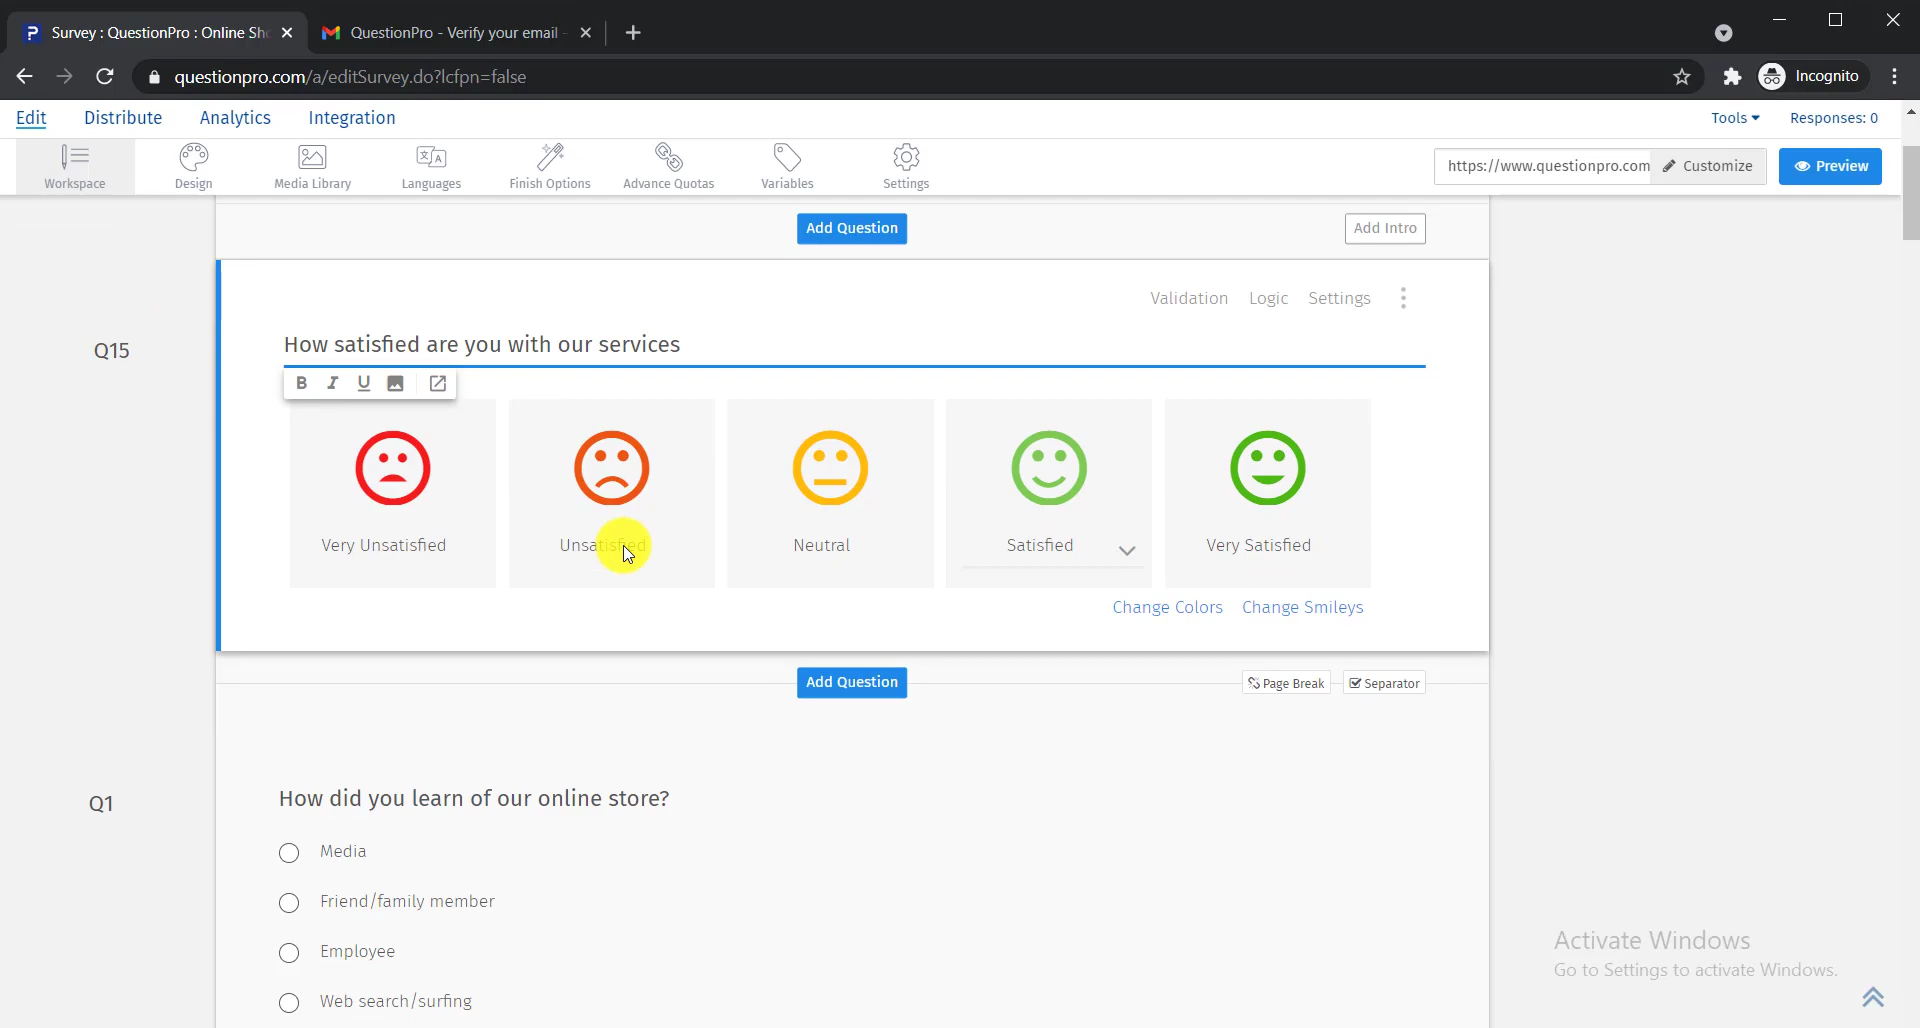 Survey : QuestionPro : Online Sh
QuestionPro - Verify your email -
questionpro.com/a/editSurvey.do?lcfpn=false
Incognito
Edit
Distribute
Analytics
Integration
Tools
Responses: 0
Workspace
Design
Media Library
Languages
Finish Options
Advance Quotas
Variables
Settings
https://www.questionpro.com
Customize
Preview
Add Question
Add Intro
Validation
Logic
Settings
Q15
How satisfied are you with our services
B I U
Very Unsatisfied
Unsatisfied
Neutral
Satisfied
Very Satisfied
Change Colors
Change Smileys
Add Question
Page Break
Separator
Q1
How did you learn of our online store?
Media
Friend/family member
Employee
Web search/surfing
Activate Windows
Go to Settings to activate Windows.